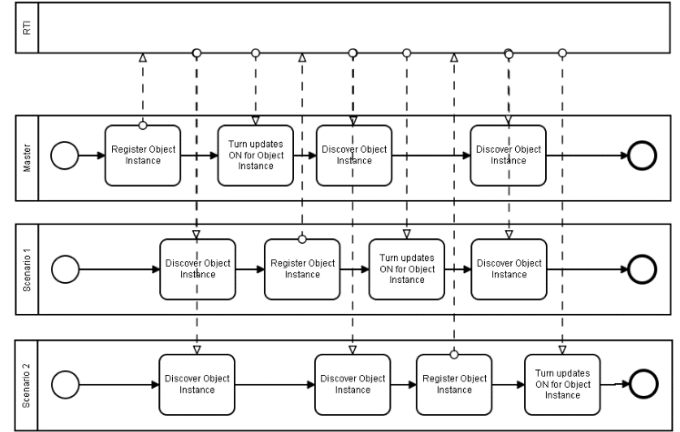 RTI
Master
Register Object
Instance
Turn updates
ON for Object
Instance
Discover Object
Instance
Discover Object
Instance
Scenario 1
Discover Object
Instance
Register Object
Instance
Turn updates
ON for Object
Instance
Discover Object
Instance
Scenario 2
Discover Object
Instance
Discover Object
Instance
Register Object
Instance
Turn updates
ON for Object
Instance